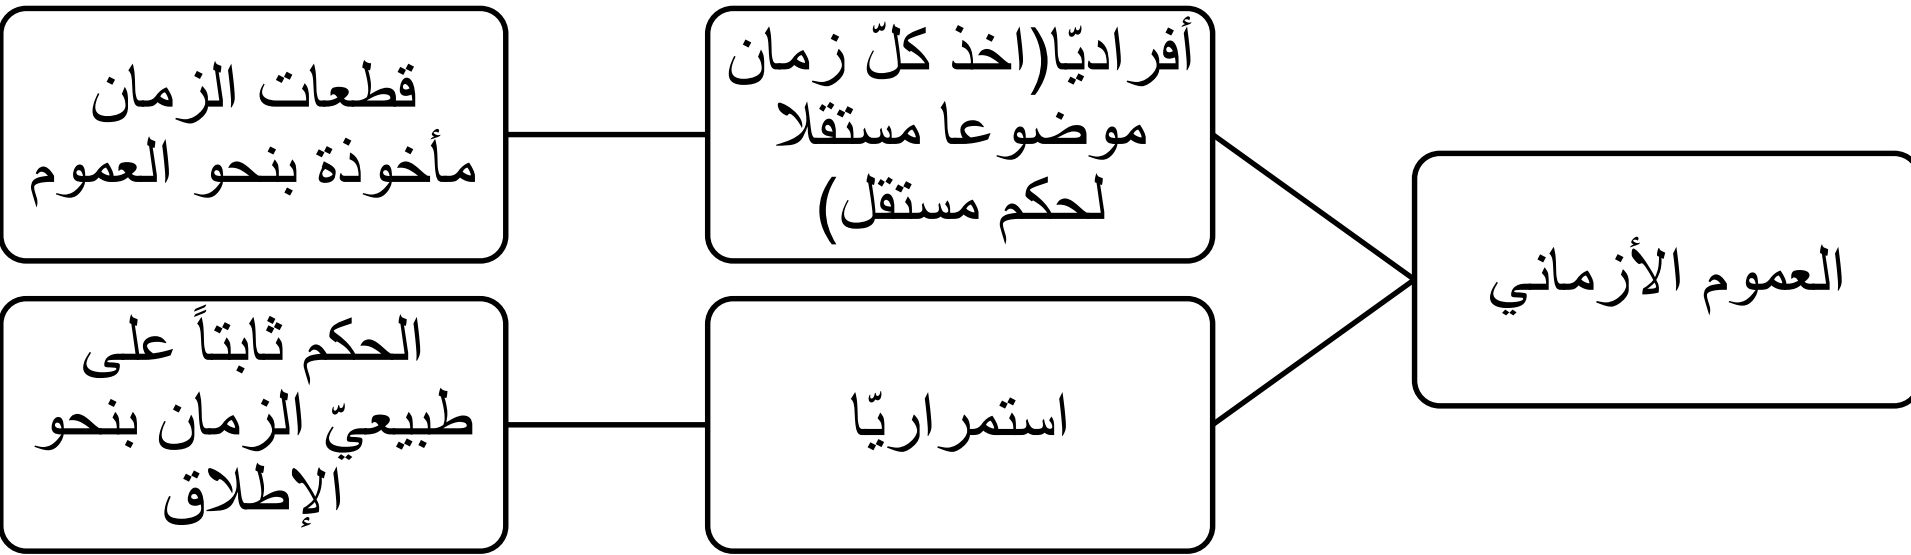 العموم الأزماني
أفراديّا(اخذ كلّ زمان
موضوعا مستقلا
لحكم مستقل)
قطعات الزمان
مأخوذة بنحو العموم
استمراريّا
الحكم ثابتاً على
طبيعيّ الزمان بنحو
الإطلاق